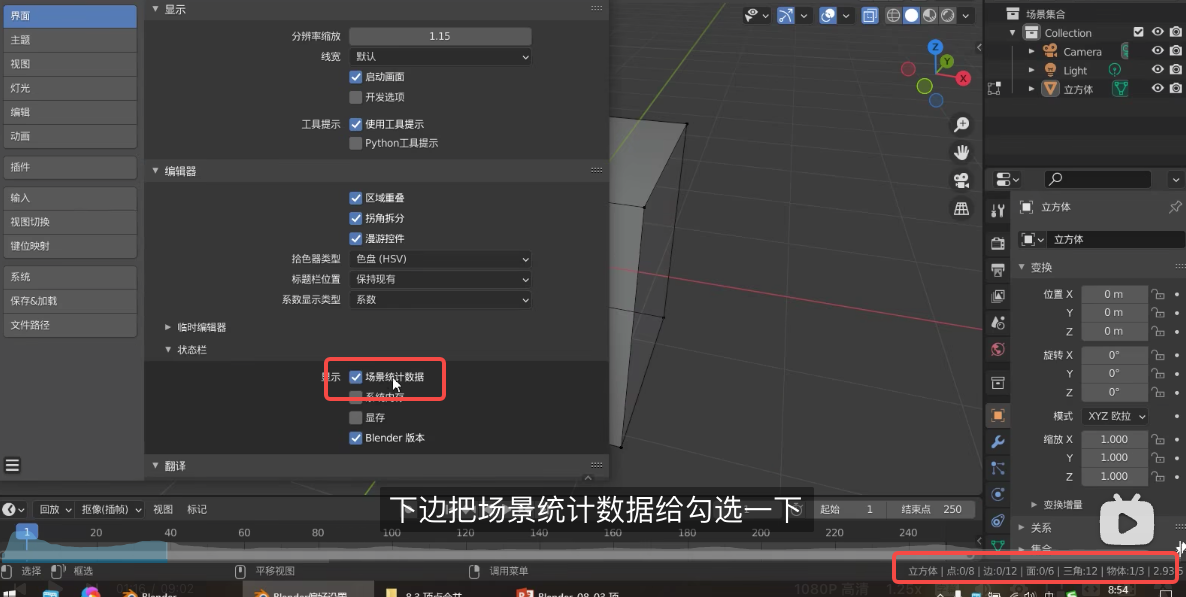 界面
主题
视图
灯光
编辑
动画
插件
输入
视图切换
键位映射
系统
保存&加载
文件路径
显示
分辨率缩放 1.15
线宽 默认
启动画面
开发选项
工具提示 使用工具提示
Python工具提示
编辑器
区域重叠
拐角拆分
漫游控件
拾色器类型 色盘 (HSV)
标题栏位置 保持现有
系数显示类型 系数
临时编辑器
状态栏
显示 场景统计数据
系统内存
显存
Blender 版本
翻译
Z
Y
X
场景集合
Collection
Camera
Light
立方体
立方体
立方体
变换
位置 X 0 m
Y 0 m
Z 0 m
旋转 X 0°
Y 0°
Z 0°
模式 XYZ 欧拉
缩放 X 1.000
Y 1.000
Z 1.000
变换增量
关系
集合
下边把场景统计数据给勾选一下
回放 抠像(插帧) 视图 标记
起始 1 结束点 250
1 20 40 60 80 100 120 140 160 180 200 220 240
选择 框选 平移视图 调用菜单
立方体 | 点:0/8 | 边:0/12 | 面:0/6 | 三角:12 | 物体:1/3 | 2.93.5
1080P 高清 1.25x
Blender
8:54